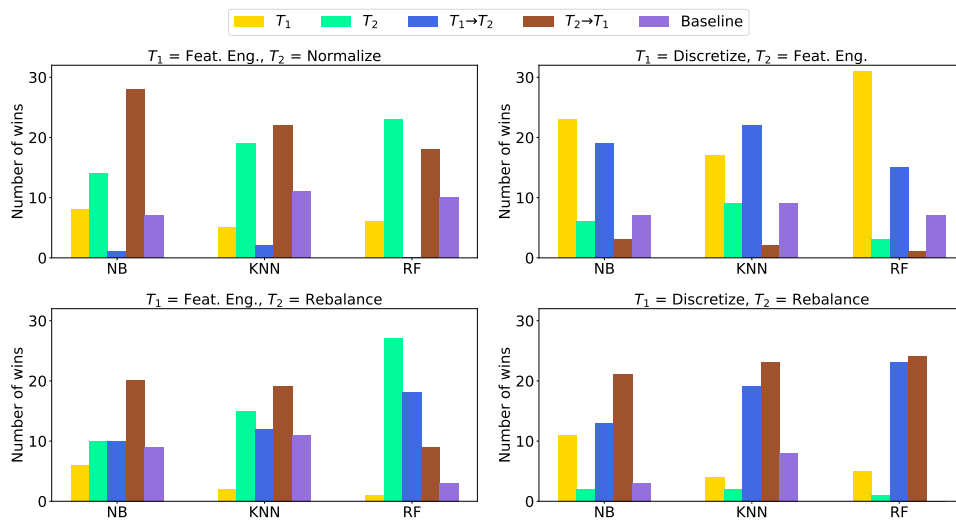 T1 T2 T1→T2 T2→T1 Baseline
T1 = Feat. Eng., T2 = Normalize
Number of wins
30
20
10
0
NB KNN RF
T1 = Discretize, T2 = Feat. Eng.
Number of wins
30
20
10
0
NB KNN RF
T1 = Feat. Eng., T2 = Rebalance
Number of wins
30
20
10
0
NB KNN RF
T1 = Discretize, T2 = Rebalance
Number of wins
30
20
10
0
NB KNN RF